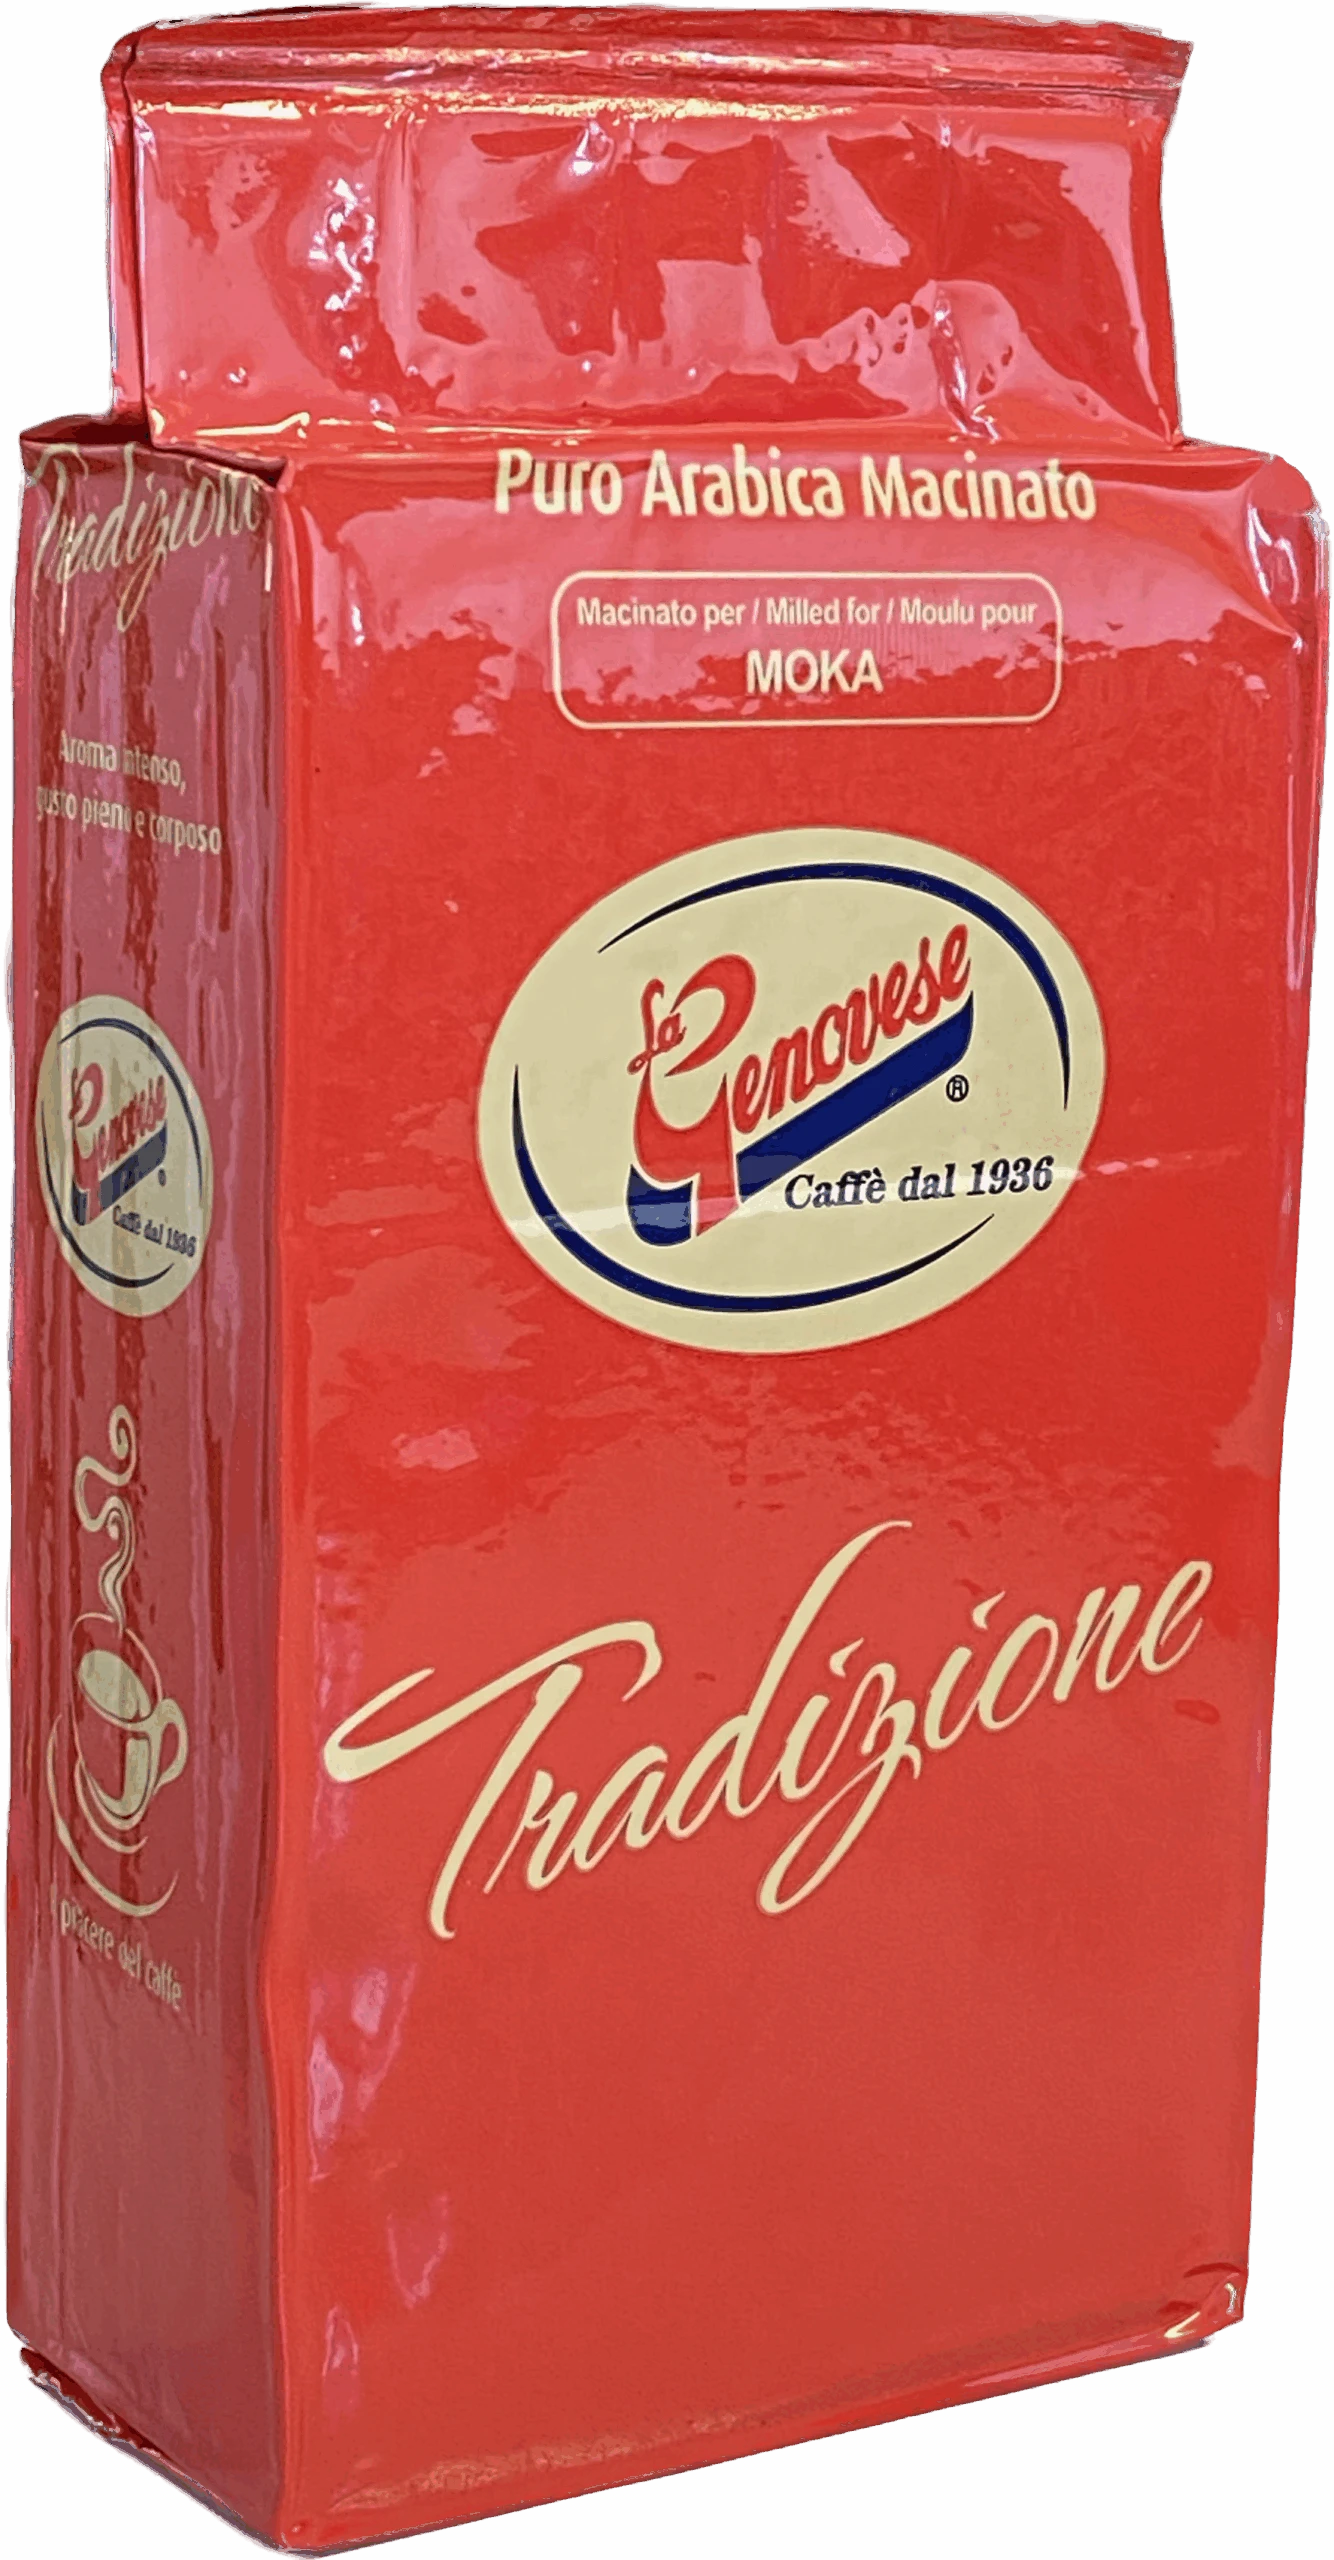 Puro Arabica Macinato
Macinato per / Milled for / Moulu pour
MOKA
La Genovese
®
Caffè dal 1936
Tradizione
Tradizione
Aroma intenso,
gusto pieno e corposo
Genovese
®
Caffè dal 1936
piacere del caffè